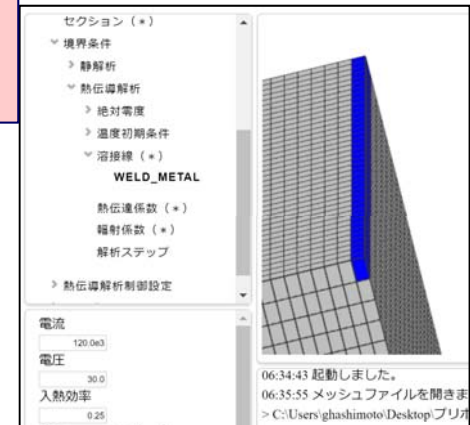 セクション（*）
境界条件
静解析
熱伝導解析
絶対零度
温度初期条件
溶接線（*）
WELD_METAL
熱伝達係数（*）
輻射係数（*）
解析ステップ
熱伝導解析制御設定
電流
120.0e3
電圧
30.0
入熱効率
0.25
06:34:43 起動しました。
06:35:55 メッシュファイルを開きま
> C:\Users\ghashimoto\Desktop\プリポ